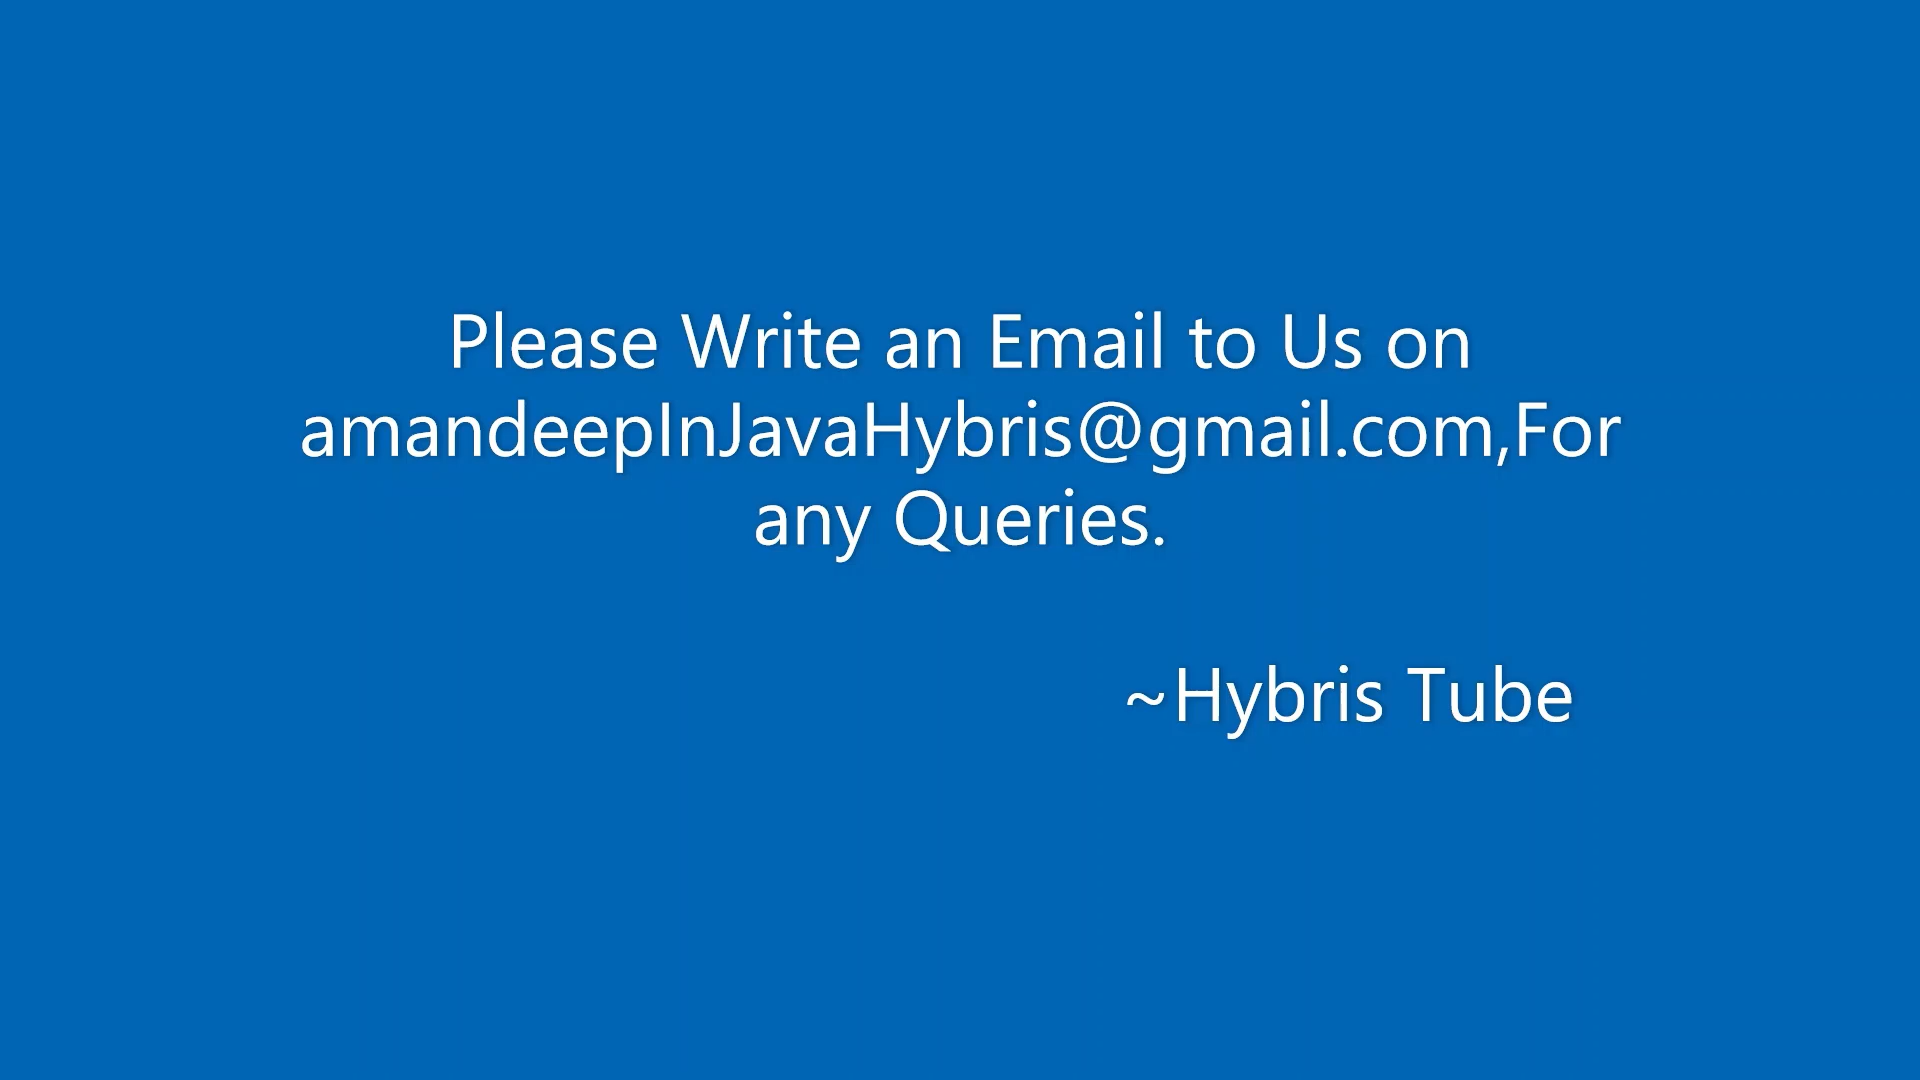 Please Write an Email to Us on
amandeepInJavaHybris@gmail.com,For
any Queries.
~Hybris Tube